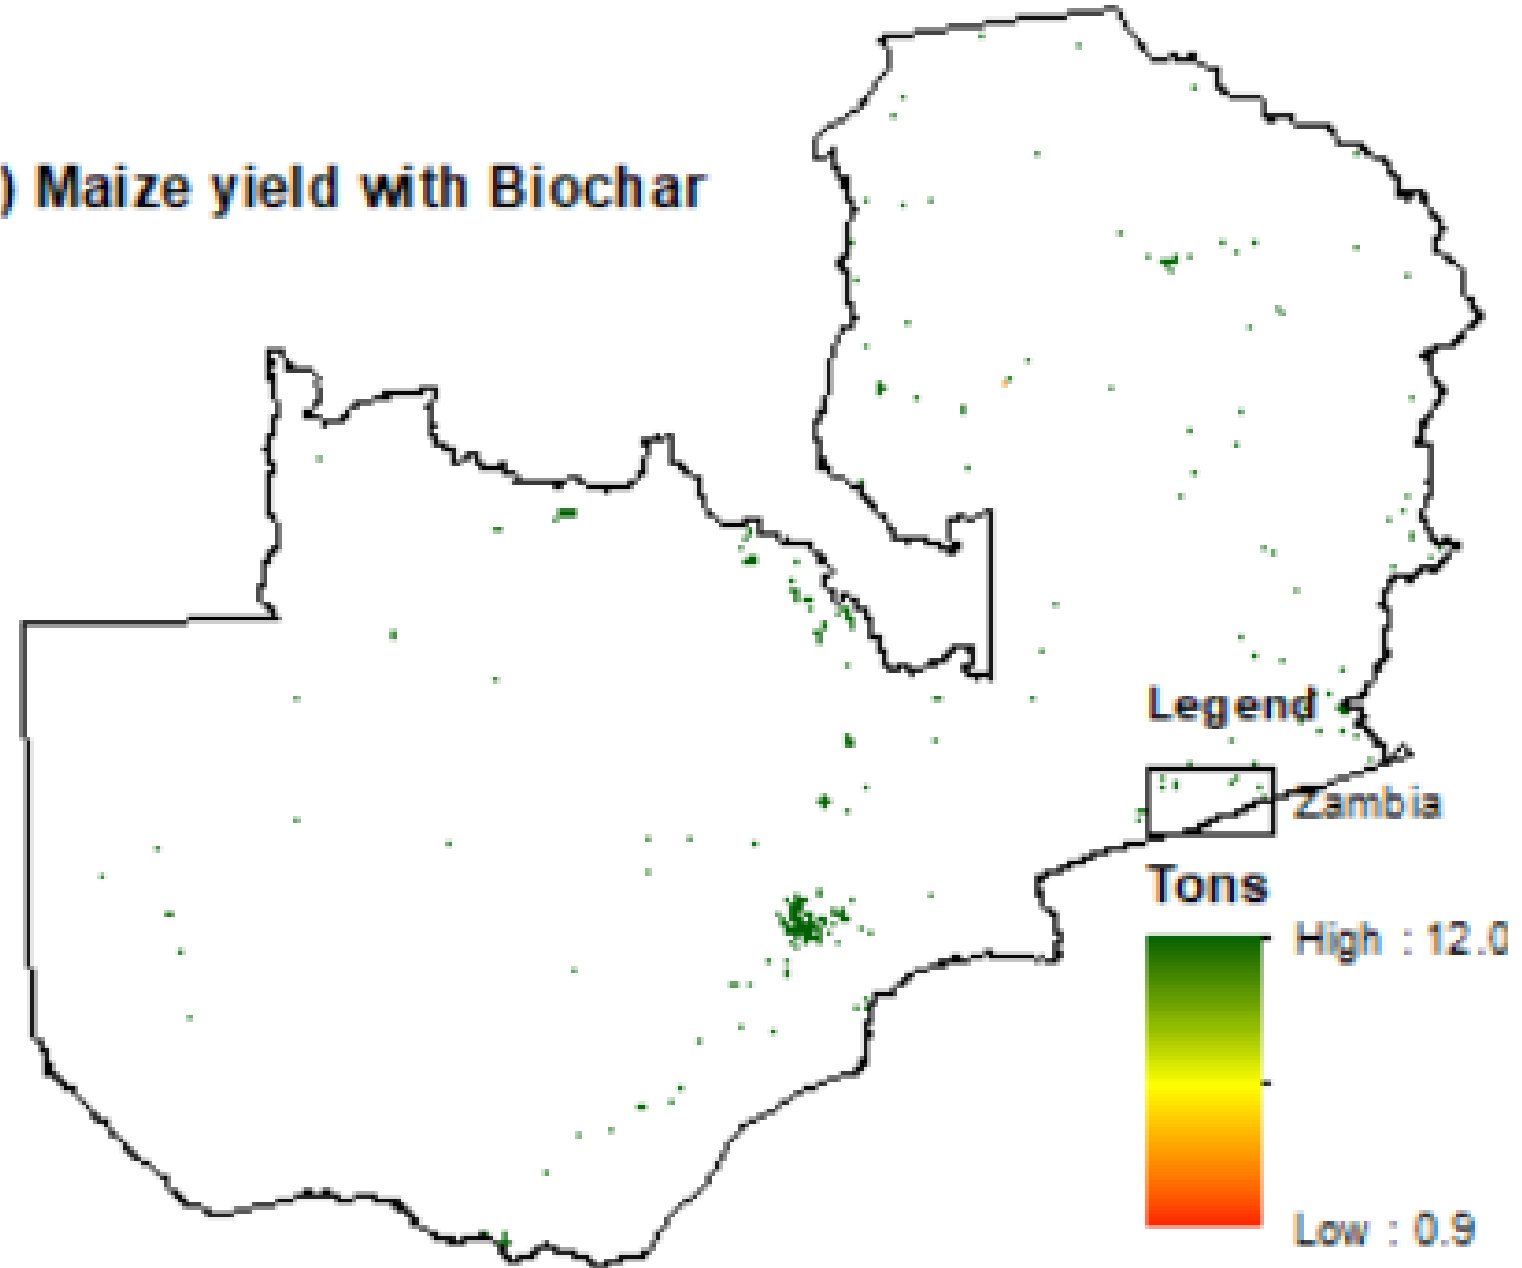 ) Maize yield with Biochar
Legend
Zambia
Tons
High : 12.0
Low : 0.9